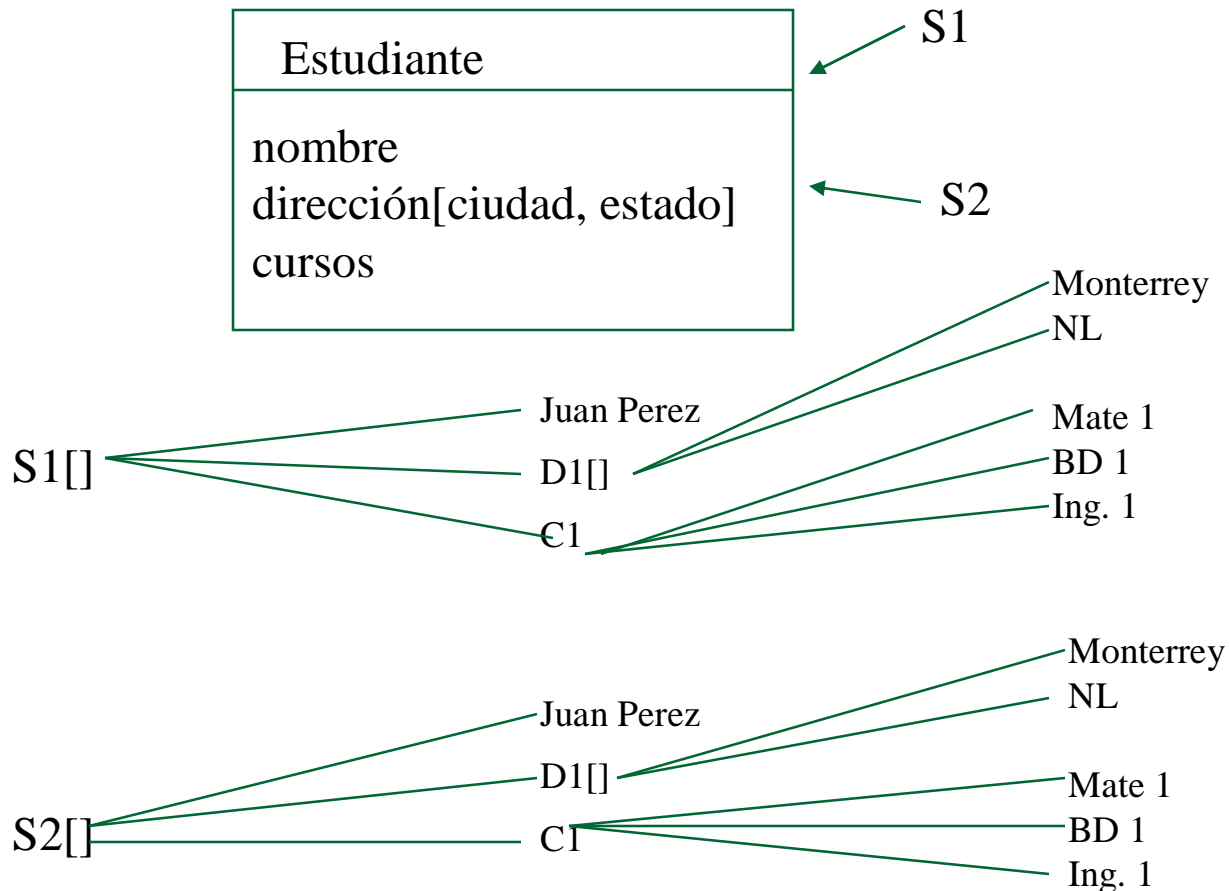 S1
Estudiante
nombre
dirección[ciudad, estado]
S2
cursos
Monterrey
NL
Juan Perez
Mate 1
S1[]
D1[]
BD 1
Ing. 1
C1
Monterrey
NL
Juan Perez
D1[]
Mate 1
S2[]
C1
BD 1
Ing. 1